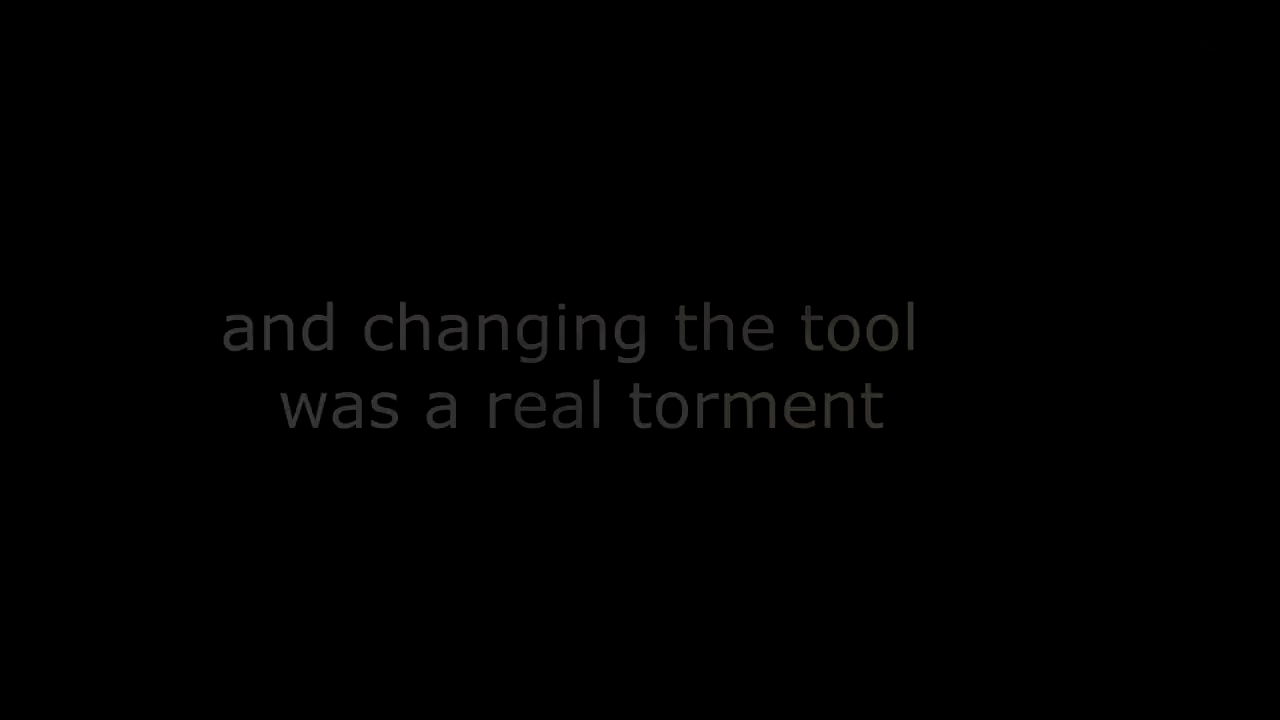 and changing the tool
was a real torment